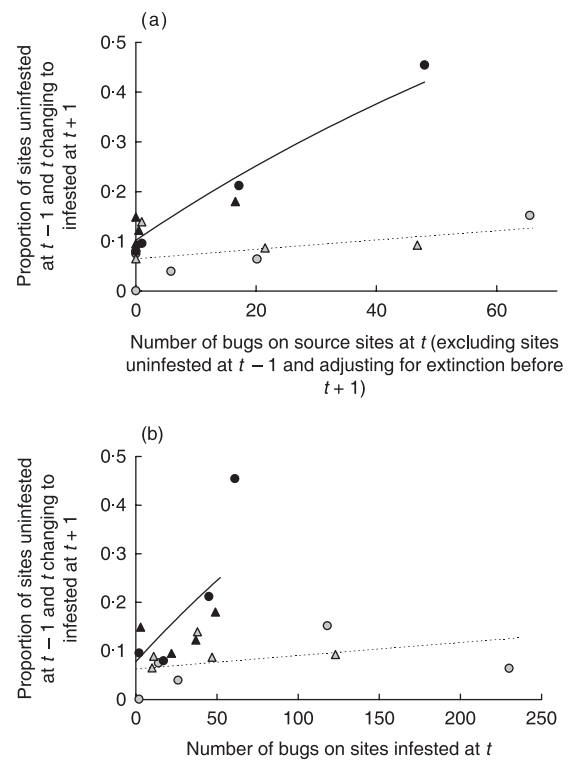 (a)
Proportion of sites uninfested
at t − 1 and t changing to
infested at t + 1
0·5
0·4
0·3
0·2
0·1
0
0 20 40 60
Number of bugs on source sites at t (excluding sites
uninfested at t − 1 and adjusting for extinction before
t + 1)
(b)
Proportion of sites uninfested
at t − 1 and t changing to
infested at t + 1
0·5
0·4
0·3
0·2
0·1
0
0 50 100 150 200 250
Number of bugs on sites infested at t